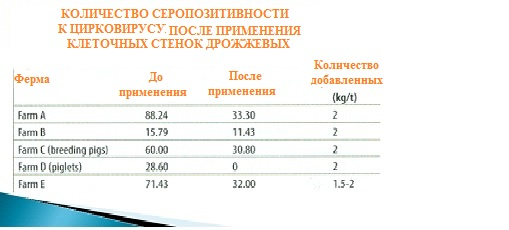 КОЛИЧЕСТВО СЕРОПОЗИТИВНОСТИ
К ЦИРКОВИРУСУ. ПОСЛЕ ПРИМЕНЕНИЯ
КЛЕТОЧНЫХ СТЕНОК ДРОЖЖЕВЫХ
Ферма До применения После применения Количество добавленных (kg/t)
Farm A 88.24 33.30 2
Farm B 15.79 11.43 2
Farm C (breeding pigs) 60.00 30.80 2
Farm D (piglets) 28.60 0 2
Farm E 71.43 32.00 1.5-2